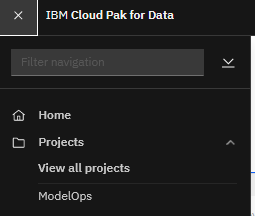 IBM Cloud Pak for Data
Filter navigation
Home
Projects
View all projects
ModelOps